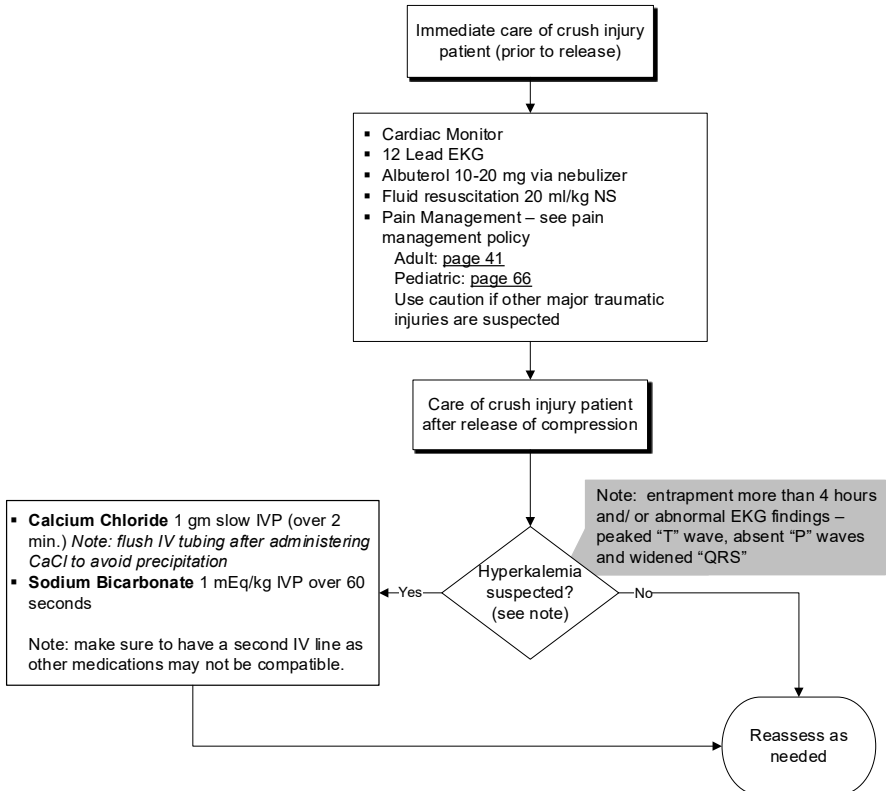 Immediate care of crush injury
patient (prior to release)
▪ Cardiac Monitor
▪ 12 Lead EKG
▪ Albuterol 10-20 mg via nebulizer
▪ Fluid resuscitation 20 ml/kg NS
▪ Pain Management – see pain
management policy
Adult: page 41
Pediatric: page 66
Use caution if other major traumatic
injuries are suspected
Care of crush injury patient
after release of compression
Note: entrapment more than 4 hours
and/ or abnormal EKG findings –
peaked “T” wave, absent “P” waves
and widened “QRS”
Hyperkalemia
suspected?
(see note)
Yes
No
▪ Calcium Chloride 1 gm slow IVP (over 2
min.) Note: flush IV tubing after administering
CaCl to avoid precipitation
▪ Sodium Bicarbonate 1 mEq/kg IVP over 60
seconds
Note: make sure to have a second IV line as
other medications may not be compatible.
Reassess as
needed